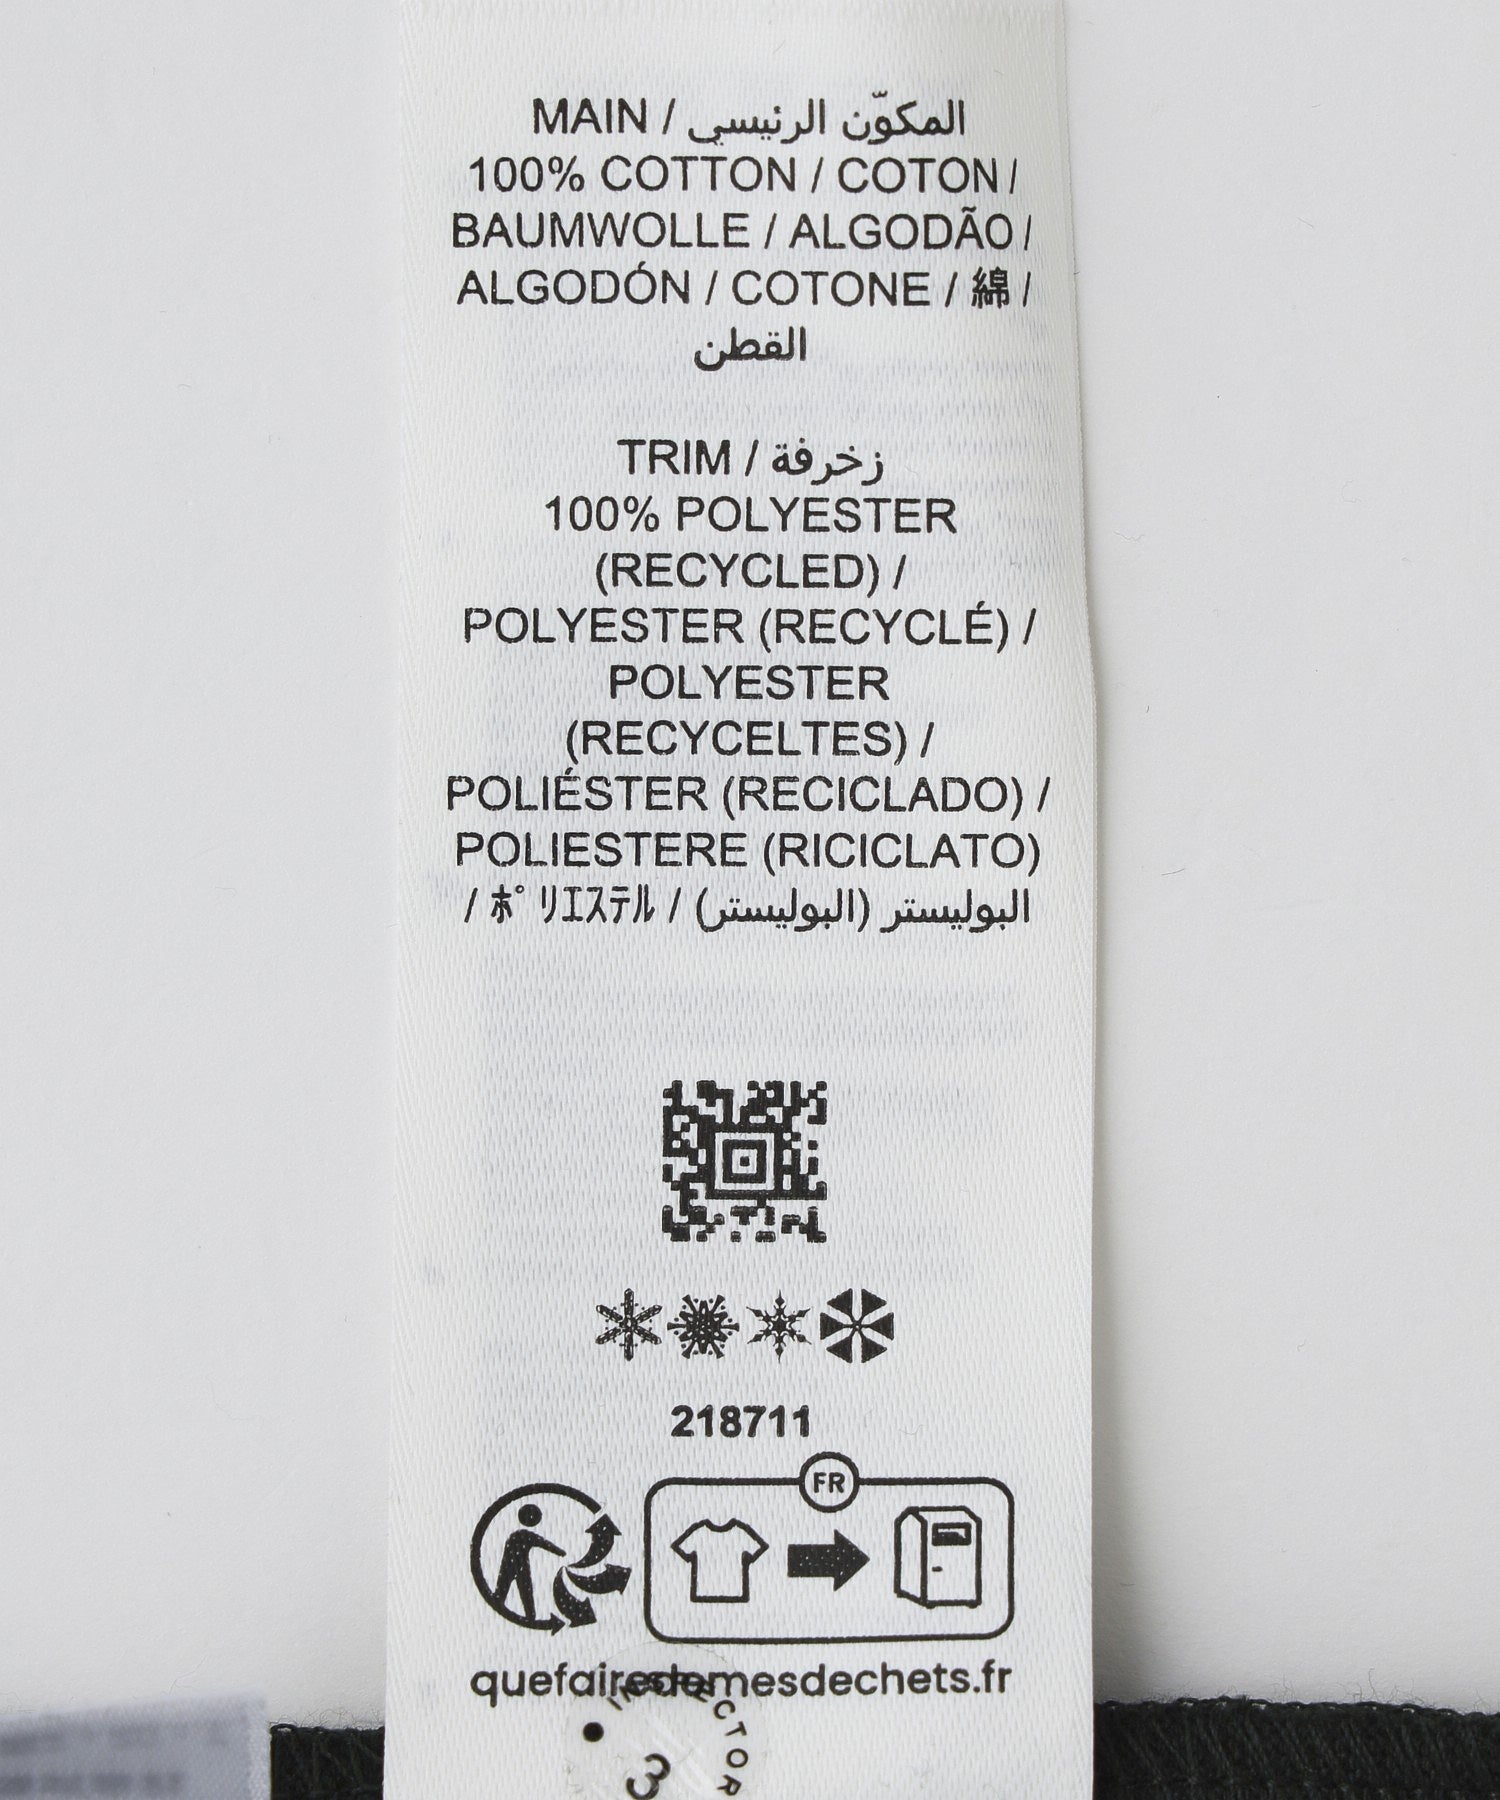 MAIN / المكوّن الرئيسي
100% COTTON / COTON /
BAUMWOLLE / ALGODÃO /
ALGODÓN / COTONE / 綿 /
القطن
TRIM / زخرفة
100% POLYESTER
(RECYCLED) /
POLYESTER (RECYCLÉ) /
POLYESTER
(RECYCELTES) /
POLIÉSTER (RECICLADO) /
POLIESTERE (RICICLATO)
/ ポリエステル / البوليستر (البوليستر)
218711
FR
quefairedemesdechets.fr
INSPECTOR
3